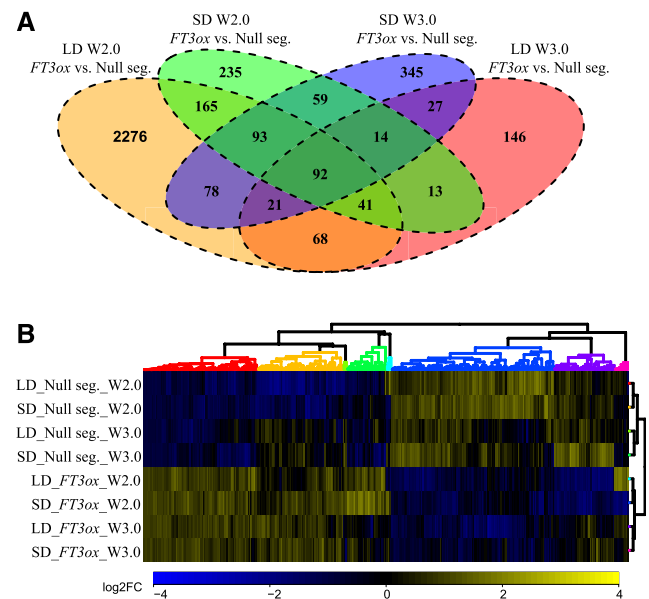 A
SD W2.0
FT3ox vs. Null seg.
SD W3.0
FT3ox vs. Null seg.
LD W2.0
FT3ox vs. Null seg.
LD W3.0
FT3ox vs. Null seg.
235
345
165
59
27
2276
93
14
146
92
78
21
41
13
68
B
LD_Null seg._W2.0
SD_Null seg._W2.0
LD_Null seg._W3.0
SD_Null seg._W3.0
LD_FT3ox_W2.0
SD_FT3ox_W2.0
LD_FT3ox_W3.0
SD_FT3ox_W3.0
log2FC
−4 −2 0 2 4